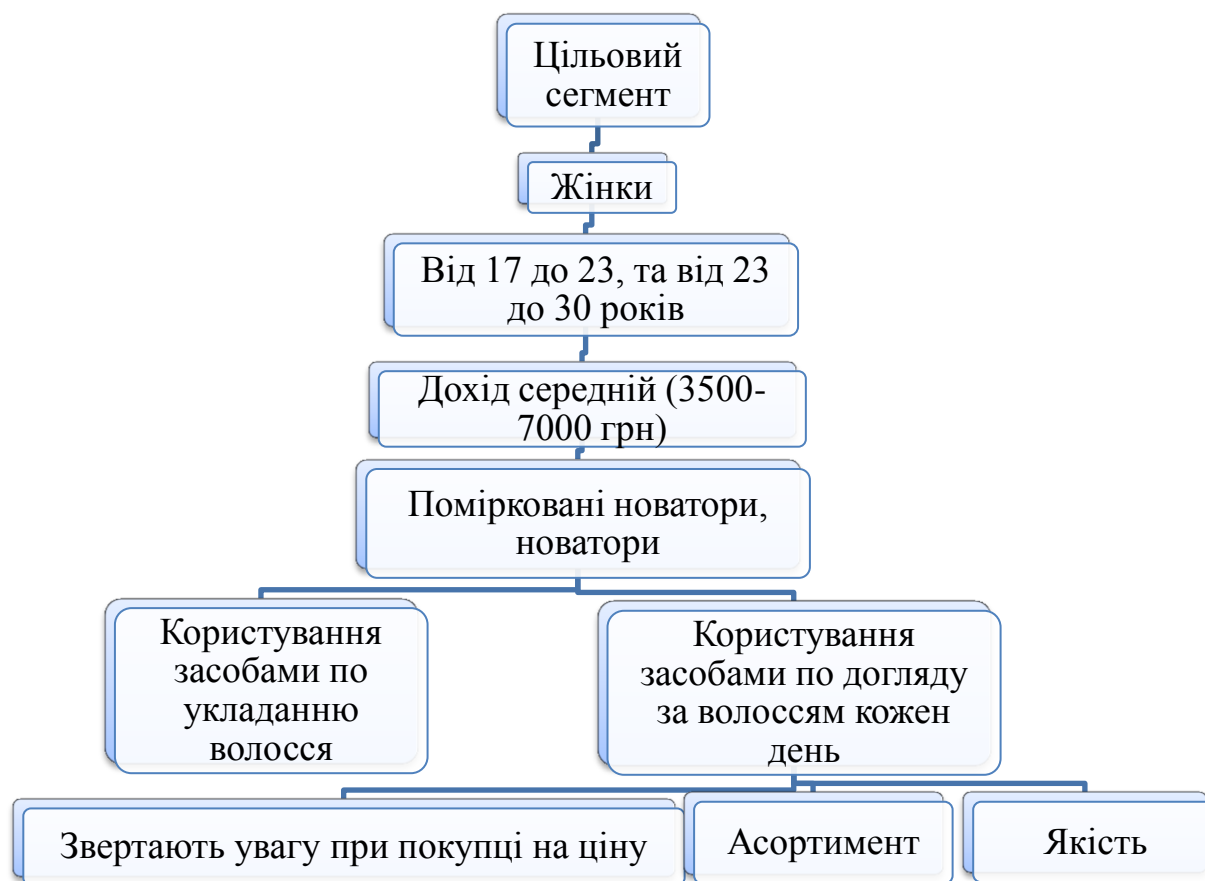 Цільовий
сегмент
Жінки
Від 17 до 23, та від 23
до 30 років
Дохід середній (3500-
7000 грн)
Помірковані новатори,
новатори
Користування
засобами по
укладанню
волосся
Користування
засобами по догляду
за волоссям кожен
день
Звертають увагу при покупці на ціну
Асортимент
Якість